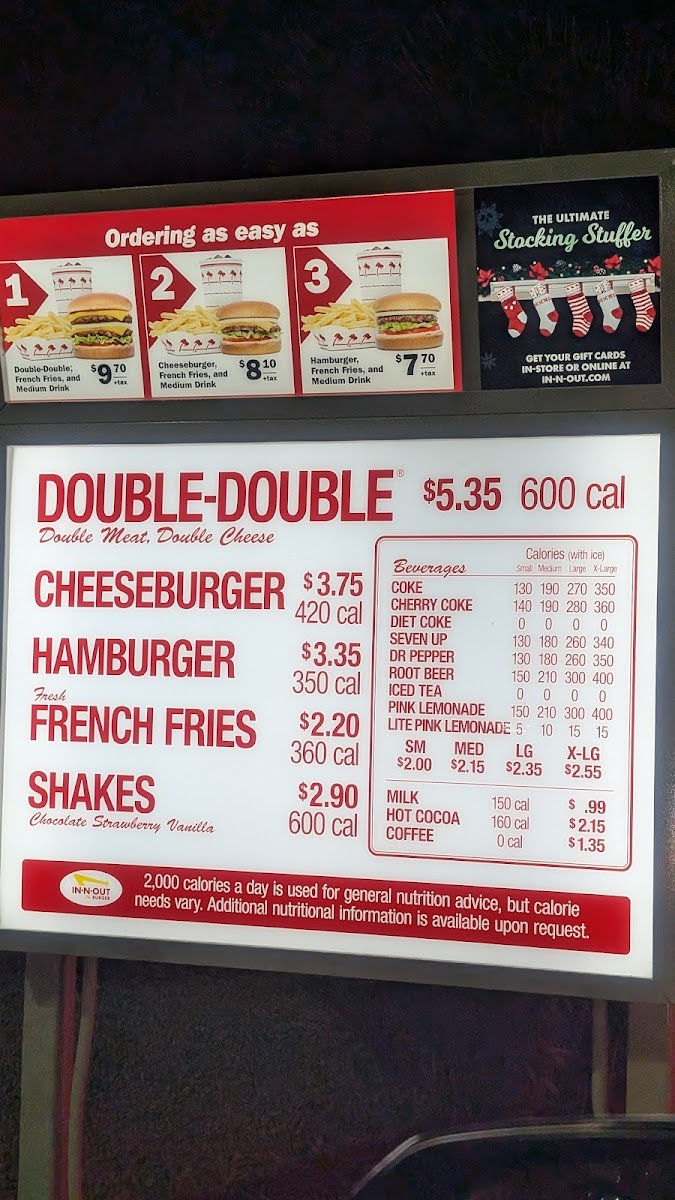 Ordering as easy as
1
Double-Double,
French Fries, and
Medium Drink
$9 70
+tax
2
Cheeseburger,
French Fries, and
Medium Drink
$8 10
+tax
3
Hamburger,
French Fries, and
Medium Drink
$7 70
+tax
THE ULTIMATE
Stocking Stuffer
GET YOUR GIFT CARDS
IN-STORE OR ONLINE AT
IN-N-OUT.COM
DOUBLE-DOUBLE® $5.35 600 cal
Double Meat, Double Cheese
CHEESEBURGER $3.75
420 cal
HAMBURGER $3.35
350 cal
Fresh
FRENCH FRIES $2.20
360 cal
SHAKES $2.90
Chocolate Strawberry Vanilla 600 cal
Calories (with ice)
Beverages Small Medium Large X-Large
COKE 130 190 270 350
CHERRY COKE 140 190 280 360
DIET COKE 0 0 0 0
SEVEN UP 130 180 260 340
DR PEPPER 130 180 260 350
ROOT BEER 150 210 300 400
ICED TEA 0 0 0 0
PINK LEMONADE 150 210 300 400
LITE PINK LEMONADE 5 10 15 15
SM MED LG X-LG
$2.00 $2.15 $2.35 $2.55
MILK 150 cal $ .99
HOT COCOA 160 cal $2.15
COFFEE 0 cal $1.35
IN-N-OUT
BURGER
2,000 calories a day is used for general nutrition advice, but calorie
needs vary. Additional nutritional information is available upon request.